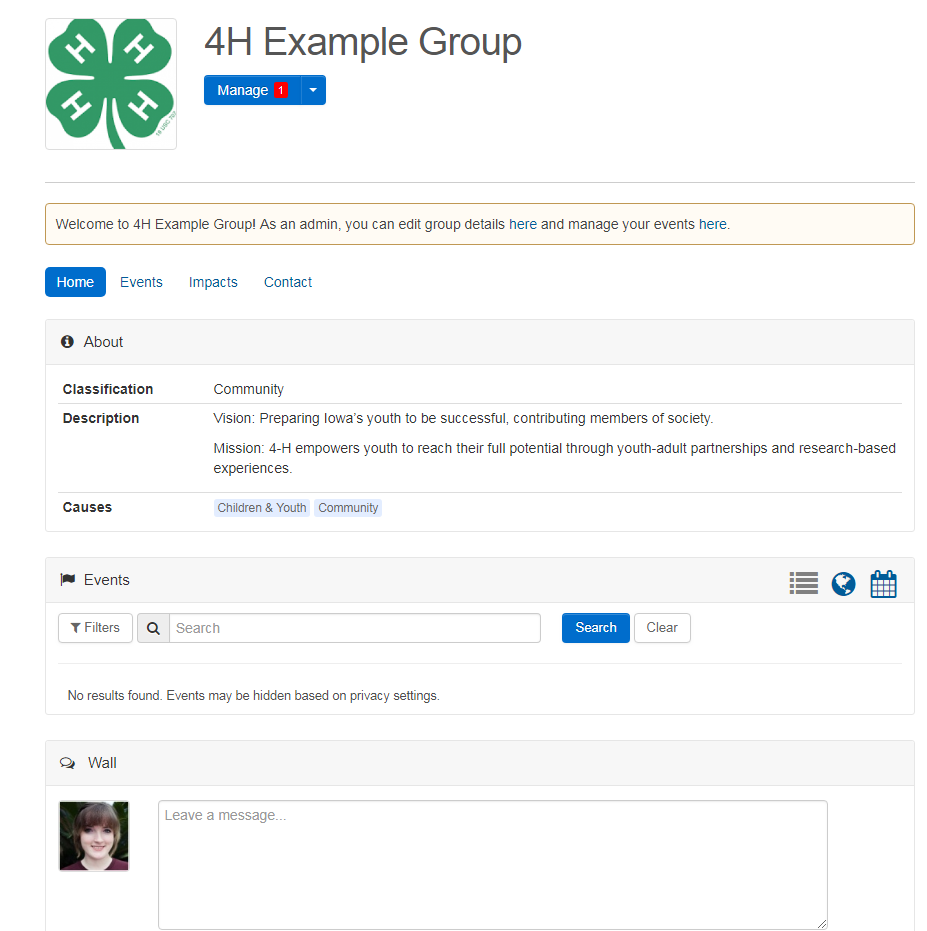 H H
H H
18 USC 707
4H Example Group
Manage 1
Welcome to 4H Example Group! As an admin, you can edit group details here and manage your events here.
Home Events Impacts Contact
About
Classification Community
Description Vision: Preparing Iowa’s youth to be successful, contributing members of society.
Mission: 4-H empowers youth to reach their full potential through youth-adult partnerships and research-based
experiences.
Causes Children & Youth Community
Events
Filters Search Search Clear
No results found. Events may be hidden based on privacy settings.
Wall
Leave a message...